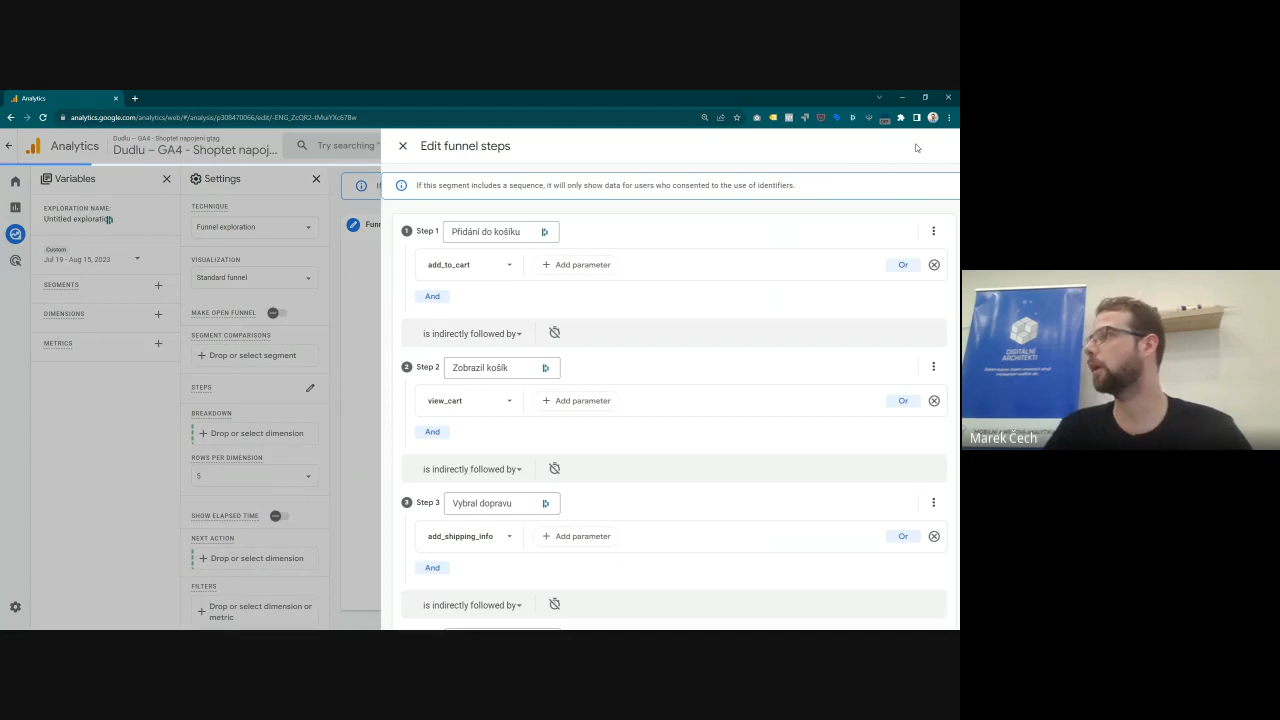 Analytics
analytics.google.com/analytics/web/#/analysis/p308470066/edit/-ENG_ZcQR2-tMuiYXc67Bw
Analytics
Dudlu – GA4 - Shoptet napojení gtag
Dudlu – GA4 - Shoptet napoj...
Try searching "
Variables
EXPLORATION NAME:
Untitled exploration
Custom
Jul 19 - Aug 15, 2023
SEGMENTS
DIMENSIONS
METRICS
Settings
TECHNIQUE
Funnel exploration
VISUALIZATION
Standard funnel
MAKE OPEN FUNNEL
SEGMENT COMPARISONS
Drop or select segment
STEPS
BREAKDOWN
Drop or select dimension
ROWS PER DIMENSION
5
SHOW ELAPSED TIME
NEXT ACTION
Drop or select dimension
FILTERS
Drop or select dimension or
metric
Edit funnel steps
If this segment includes a sequence, it will only show data for users who consented to the use of identifiers.
1 Step 1 Přidání do košíku
add_to_cart + Add parameter Or
And
is indirectly followed by
2 Step 2 Zobrazil košík
view_cart + Add parameter Or
And
is indirectly followed by
3 Step 3 Vybral dopravu
add_shipping_info + Add parameter Or
And
is indirectly followed by
DIGITÁLNÍ
ARCHITEKTI
Marek Čech